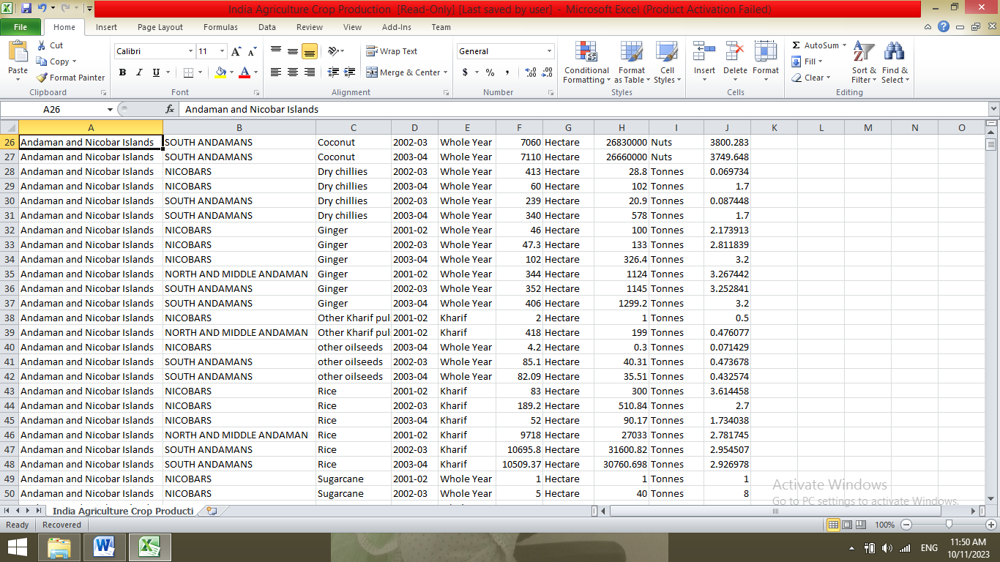 India Agriculture Crop Production [Read-Only] [Last saved by user] - Microsoft Excel (Product Activation Failed)
File Home Insert Page Layout Formulas Data Review View Add-Ins Team
Paste Cut Copy Format Painter Clipboard
Calibri 11 B I U A Font
Wrap Text Merge & Center Alignment
General $ % , Number
Conditional Formatting Format as Table Cell Styles Styles
Insert Delete Format Cells
Σ AutoSum Fill Clear Sort & Filter Find & Select Editing
A26 fx Andaman and Nicobar Islands
A B C D E F G H I J K L M N O
26 Andaman and Nicobar Islands SOUTH ANDAMANS Coconut 2002-03 Whole Year 7060 Hectare 26830000 Nuts 3800.283
27 Andaman and Nicobar Islands SOUTH ANDAMANS Coconut 2003-04 Whole Year 7110 Hectare 26660000 Nuts 3749.648
28 Andaman and Nicobar Islands NICOBARS Dry chillies 2002-03 Whole Year 413 Hectare 28.8 Tonnes 0.069734
29 Andaman and Nicobar Islands NICOBARS Dry chillies 2003-04 Whole Year 60 Hectare 102 Tonnes 1.7
30 Andaman and Nicobar Islands SOUTH ANDAMANS Dry chillies 2002-03 Whole Year 239 Hectare 20.9 Tonnes 0.087448
31 Andaman and Nicobar Islands SOUTH ANDAMANS Dry chillies 2003-04 Whole Year 340 Hectare 578 Tonnes 1.7
32 Andaman and Nicobar Islands NICOBARS Ginger 2001-02 Whole Year 46 Hectare 100 Tonnes 2.173913
33 Andaman and Nicobar Islands NICOBARS Ginger 2002-03 Whole Year 47.3 Hectare 133 Tonnes 2.811839
34 Andaman and Nicobar Islands NICOBARS Ginger 2003-04 Whole Year 102 Hectare 326.4 Tonnes 3.2
35 Andaman and Nicobar Islands NORTH AND MIDDLE ANDAMAN Ginger 2001-02 Whole Year 344 Hectare 1124 Tonnes 3.267442
36 Andaman and Nicobar Islands SOUTH ANDAMANS Ginger 2002-03 Whole Year 352 Hectare 1145 Tonnes 3.252841
37 Andaman and Nicobar Islands SOUTH ANDAMANS Ginger 2003-04 Whole Year 406 Hectare 1299.2 Tonnes 3.2
38 Andaman and Nicobar Islands NICOBARS Other Kharif pul 2001-02 Kharif 2 Hectare 1 Tonnes 0.5
39 Andaman and Nicobar Islands NORTH AND MIDDLE ANDAMAN Other Kharif pul 2001-02 Kharif 418 Hectare 199 Tonnes 0.476077
40 Andaman and Nicobar Islands NICOBARS other oilseeds 2003-04 Whole Year 4.2 Hectare 0.3 Tonnes 0.071429
41 Andaman and Nicobar Islands SOUTH ANDAMANS other oilseeds 2002-03 Whole Year 85.1 Hectare 40.31 Tonnes 0.473678
42 Andaman and Nicobar Islands SOUTH ANDAMANS other oilseeds 2003-04 Whole Year 82.09 Hectare 35.51 Tonnes 0.432574
43 Andaman and Nicobar Islands NICOBARS Rice 2001-02 Kharif 83 Hectare 300 Tonnes 3.614458
44 Andaman and Nicobar Islands NICOBARS Rice 2002-03 Kharif 189.2 Hectare 510.84 Tonnes 2.7
45 Andaman and Nicobar Islands NICOBARS Rice 2003-04 Kharif 52 Hectare 90.17 Tonnes 1.734038
46 Andaman and Nicobar Islands NORTH AND MIDDLE ANDAMAN Rice 2001-02 Kharif 9718 Hectare 27033 Tonnes 2.781745
47 Andaman and Nicobar Islands SOUTH ANDAMANS Rice 2002-03 Kharif 10695.8 Hectare 31600.82 Tonnes 2.954507
48 Andaman and Nicobar Islands SOUTH ANDAMANS Rice 2003-04 Kharif 10509.37 Hectare 30760.698 Tonnes 2.926978
49 Andaman and Nicobar Islands NICOBARS Sugarcane 2001-02 Whole Year 1 Hectare 1 Tonnes 1
50 Andaman and Nicobar Islands NICOBARS Sugarcane 2002-03 Whole Year 5 Hectare 40 Tonnes 8
Activate Windows
Go to PC settings to activate Windows.
India Agriculture Crop Producti
Ready Recovered 100%
ENG 11:50 AM
10/11/2023